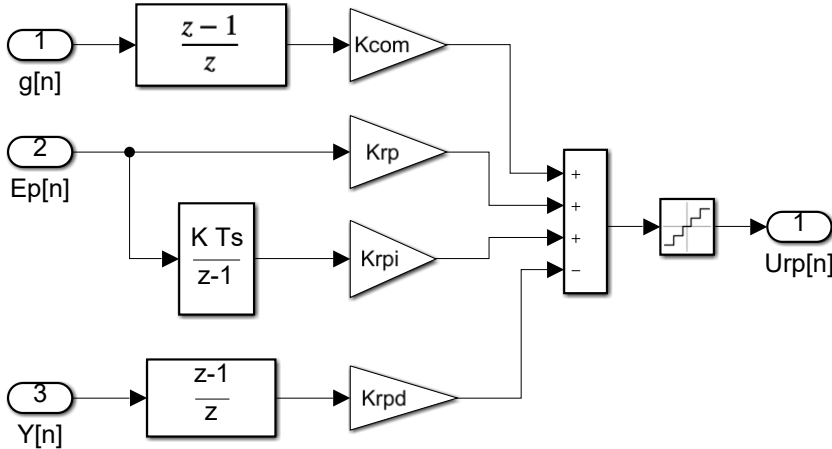 1
g[n]
z − 1
z
Kcom
2
Ep[n]
Krp
K Ts
z-1
Krpi
3
Y[n]
z-1
z
Krpd
+
+
+
−
1
Urp[n]